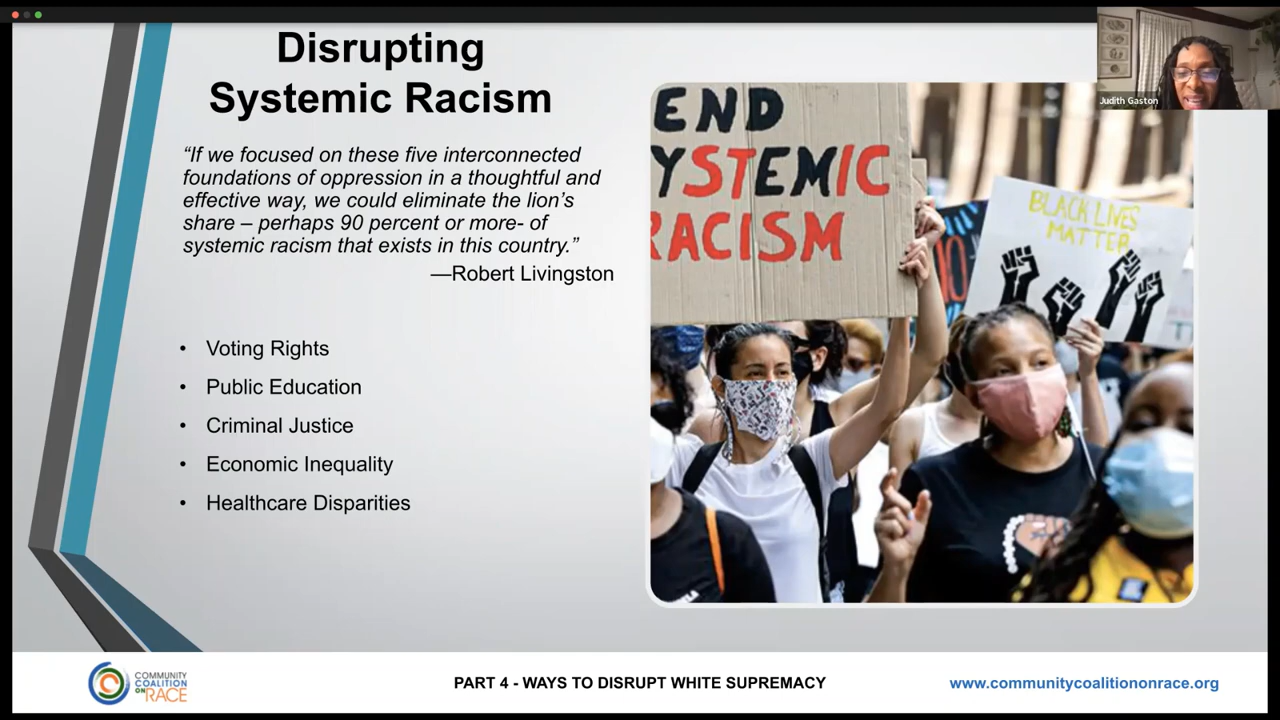 Disrupting
Systemic Racism
“If we focused on these five interconnected
foundations of oppression in a thoughtful and
effective way, we could eliminate the lion’s
share – perhaps 90 percent or more- of
systemic racism that exists in this country.”
—Robert Livingston
• Voting Rights
• Public Education
• Criminal Justice
• Economic Inequality
• Healthcare Disparities
END
YSTEMIC
RACISM
BLACK LIVES
MATTER
NO
Judith Gaston
COMMUNITY
COALITION
ON RACE
PART 4 - WAYS TO DISRUPT WHITE SUPREMACY
www.communitycoalitiononrace.org